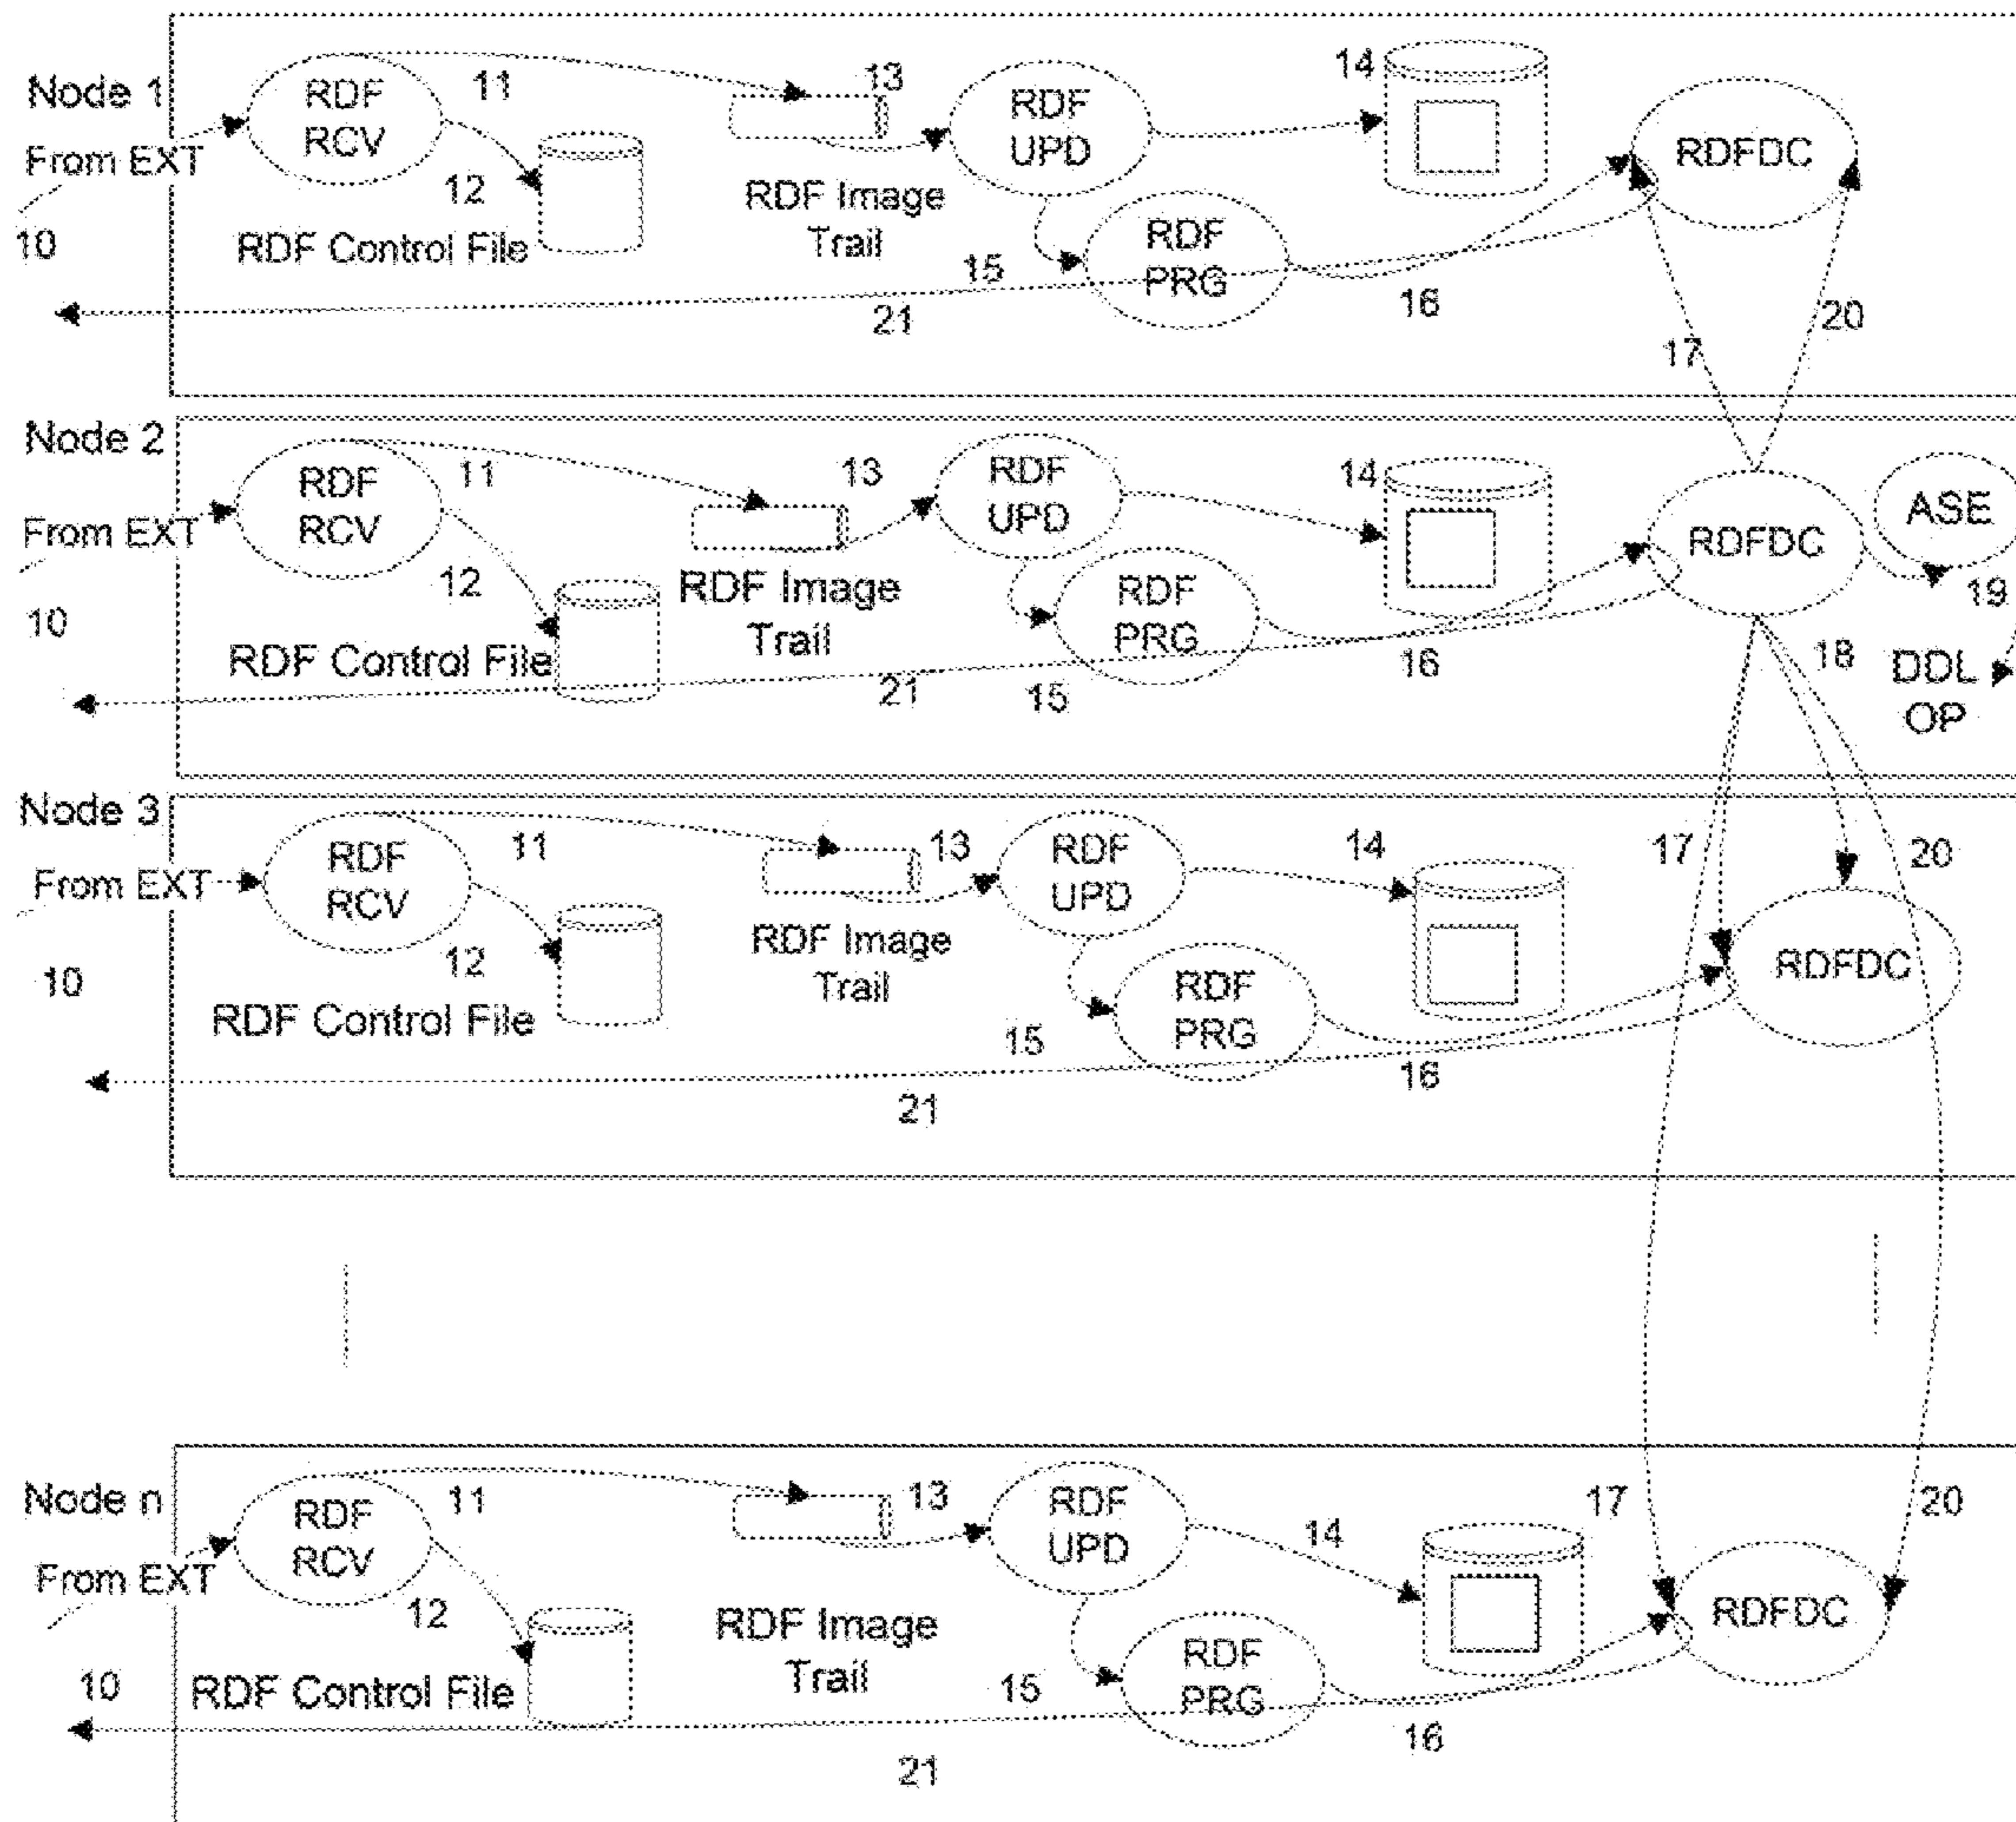 Node 1
From EXT
10
RDF
RCV
11
12
RDF Control File
13
RDF Image
Trail
RDF
UPD
14
15
RDF
PRG
16
21
RDFDC
17
20
Node 2
From EXT
10
RDF
RCV
11
12
RDF Control File
13
RDF Image
Trail
RDF
UPD
14
15
RDF
PRG
16
21
RDFDC
ASE
19
18
DDL
OP
Node 3
From EXT
10
RDF
RCV
11
12
RDF Control File
13
RDF Image
Trail
RDF
UPD
14
15
RDF
PRG
16
21
17
20
RDFDC
Node n
From EXT
10
RDF
RCV
11
12
RDF Control File
13
RDF Image
Trail
RDF
UPD
14
15
RDF
PRG
16
21
17
20
RDFDC